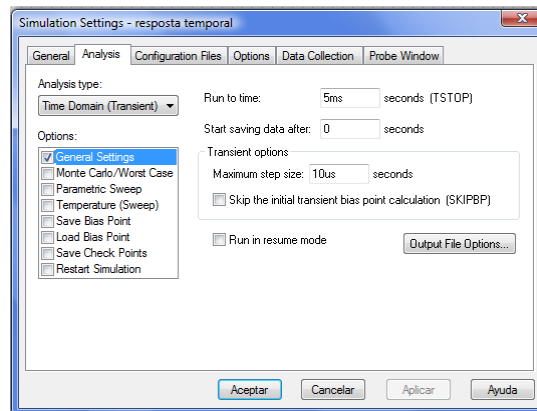 Simulation Settings - resposta temporal
General Analysis Configuration Files Options Data Collection Probe Window
Analysis type:
Time Domain (Transient)
Options:
General Settings
Monte Carlo/Worst Case
Parametric Sweep
Temperature (Sweep)
Save Bias Point
Load Bias Point
Save Check Points
Restart Simulation
Run to time: 5ms seconds (TSTOP)
Start saving data after: 0 seconds
Transient options
Maximum step size: 10us seconds
Skip the initial transient bias point calculation (SKIPBP)
Run in resume mode
Output File Options...
Aceptar Cancelar Aplicar Ayuda